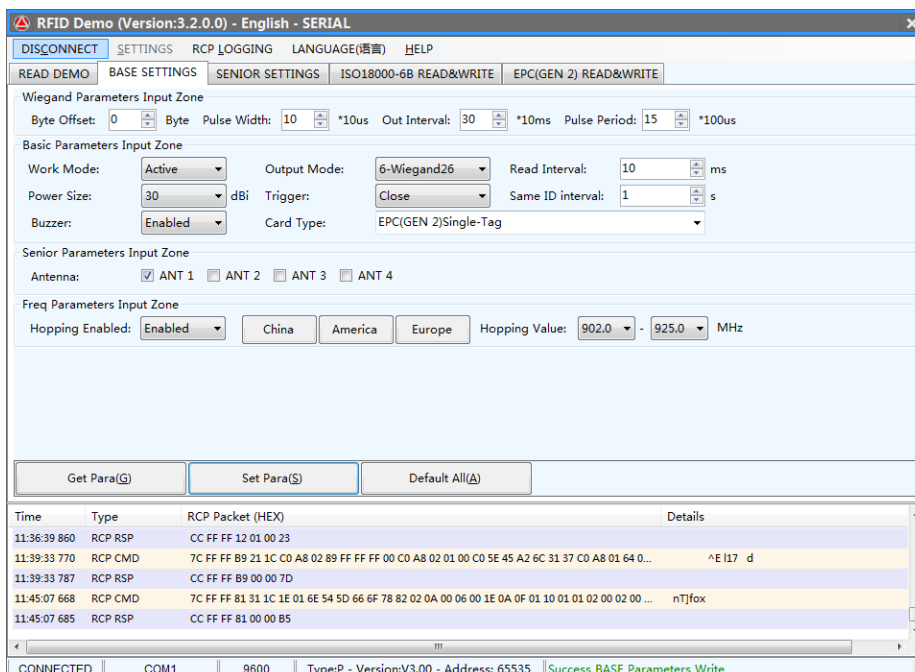 RFID Demo (Version:3.2.0.0) - English - SERIAL
DISCONNECT SETTINGS RCP LOGGING LANGUAGE(语言) HELP
READ DEMO BASE SETTINGS SENIOR SETTINGS ISO18000-6B READ&WRITE EPC(GEN 2) READ&WRITE
Wiegand Parameters Input Zone
Byte Offset: 0 Byte Pulse Width: 10 *10us Out Interval: 30 *10ms Pulse Period: 15 *100us
Basic Parameters Input Zone
Work Mode: Active Output Mode: 6-Wiegand26 Read Interval: 10 ms
Power Size: 30 dBi Trigger: Close Same ID interval: 1 s
Buzzer: Enabled Card Type: EPC(GEN 2)Single-Tag
Senior Parameters Input Zone
Antenna: ANT 1 ANT 2 ANT 3 ANT 4
Freq Parameters Input Zone
Hopping Enabled: Enabled China America Europe Hopping Value: 902.0 - 925.0 MHz
Get Para(G) Set Para(S) Default All(A)
Time Type RCP Packet (HEX) Details
11:36:39 860 RCP RSP CC FF FF 12 01 00 23
11:39:33 770 RCP CMD 7C FF FF B9 21 1C C0 A8 02 89 FF FF FF 00 C0 A8 02 01 00 C0 5E 45 A2 6C 31 37 C0 A8 01 64 0... ^E l17 d
11:39:33 787 RCP RSP CC FF FF B9 00 00 7D
11:45:07 668 RCP CMD 7C FF FF 81 31 1C 1E 01 6E 54 5D 66 6F 78 82 02 0A 00 06 00 1E 0A 0F 01 10 01 01 02 00 02 00 ... nT]fox
11:45:07 685 RCP RSP CC FF FF 81 00 00 B5
CONNECTED COM1 9600 Type:P - Version:V3.00 - Address: 65535 Success BASE Parameters Write